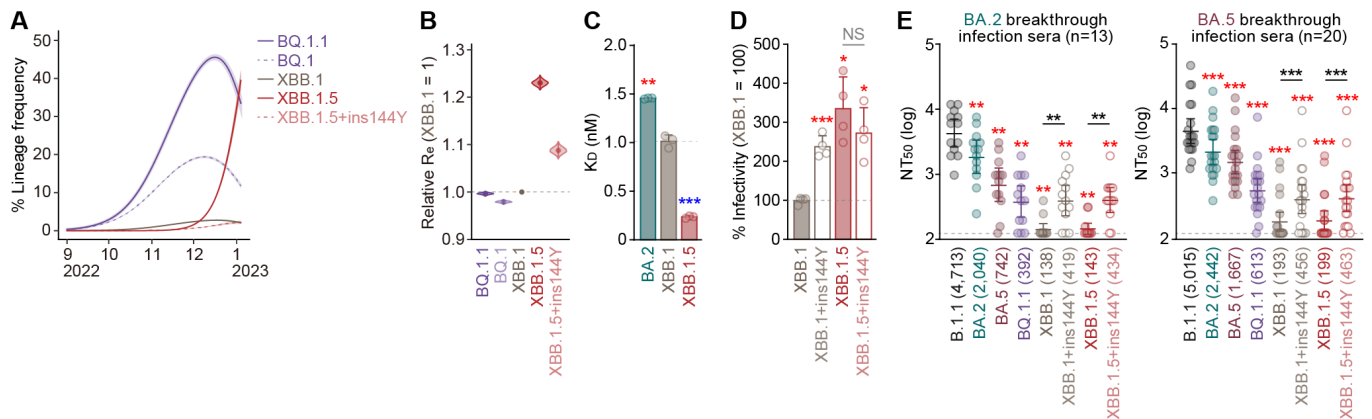 A
% Lineage frequency
50
40
30
20
10
0
9
10
11
12
1
2022
2023
BQ.1.1
BQ.1
XBB.1
XBB.1.5
XBB.1.5+ins144Y
B
Relative Re (XBB.1 = 1)
1.3
1.2
1.1
1.0
0.9
BQ.1.1
BQ.1
XBB.1
XBB.1.5
XBB.1.5+ins144Y
C
KD (nM)
2.0
1.5
1.0
0.5
0
**
***
BA.2
XBB.1
XBB.1.5
D
% Infectivity (XBB.1 = 100)
500
400
300
200
100
0
NS
***
*
*
XBB.1
XBB.1+ins144Y
XBB.1.5
XBB.1.5+ins144Y
E
BA.2 breakthrough
infection sera (n=13)
NT50 (log)
5
4
3
2
**
**
**
**
**
**
**
**
**
B.1.1 (4,713)
BA.2 (2,040)
BA.5 (742)
BQ.1.1 (392)
XBB.1 (138)
XBB.1+ins144Y (419)
XBB.1.5 (143)
XBB.1.5+ins144Y (434)
BA.5 breakthrough
infection sera (n=20)
NT50 (log)
5
4
3
2
***
***
***
***
***
***
***
***
***
B.1.1 (5,015)
BA.2 (2,442)
BA.5 (1,667)
BQ.1.1 (613)
XBB.1 (193)
XBB.1+ins144Y (456)
XBB.1.5 (199)
XBB.1.5+ins144Y (463)